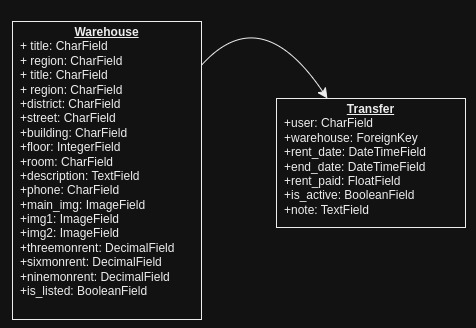 Warehouse
+ title: CharField
+ region: CharField
+ title: CharField
+ region: CharField
+district: CharField
+street: CharField
+building: CharField
+floor: IntegerField
+room: CharField
+description: TextField
+phone: CharField
+main_img: ImageField
+img1: ImageField
+img2: ImageField
+threemonrent: DecimalField
+sixmonrent: DecimalField
+ninemonrent: DecimalField
+is_listed: BooleanField
Transfer
+user: CharField
+warehouse: ForeignKey
+rent_date: DateTimeField
+end_date: DateTimeField
+rent_paid: FloatField
+is_active: BooleanField
+note: TextField